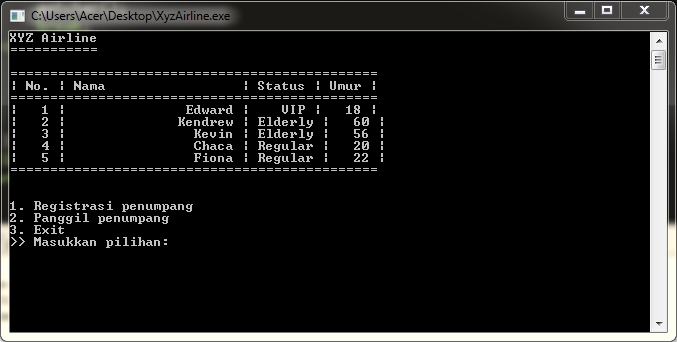 C:\Users\Acer\Desktop\XyzAirline.exe
XYZ Airline
===========
==============================================
| No. | Nama                 | Status | Umur |
==============================================
|   1 |               Edward |    VIP |   18 |
|   2 |              Kendrew | Elderly |   60 |
|   3 |                Kevin | Elderly |   56 |
|   4 |                Chaca | Regular |   20 |
|   5 |                Fiona | Regular |   22 |
==============================================
1. Registrasi penumpang
2. Panggil penumpang
3. Exit
>> Masukkan pilihan: